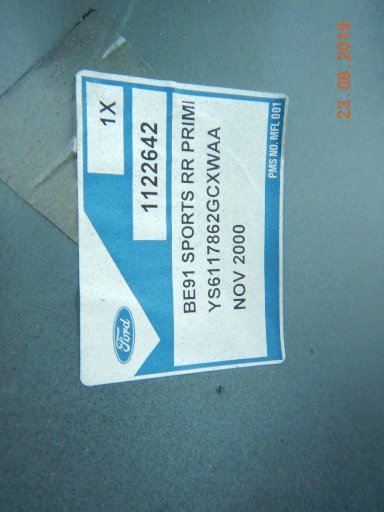 23 08 2019
PMS NO. MFL 001
1X
1122642
BE91 SPORTS RR PRIMI
YS6117862GCXWAA
NOV 2000
Ford